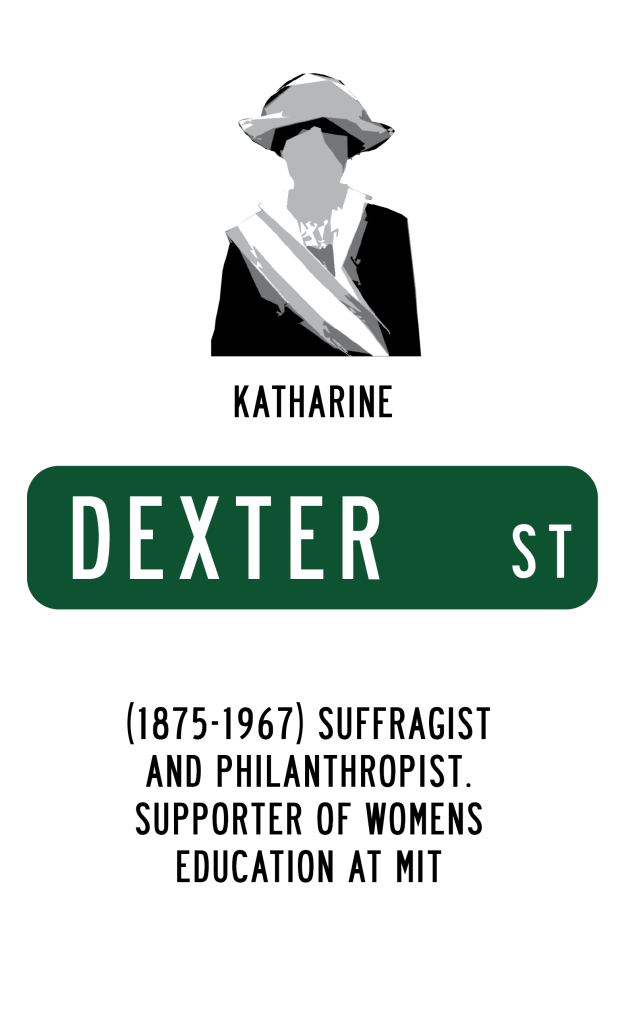 KATHARINE
DEXTER ST
(1875-1967) SUFFRAGIST
AND PHILANTHROPIST.
SUPPORTER OF WOMENS
EDUCATION AT MIT